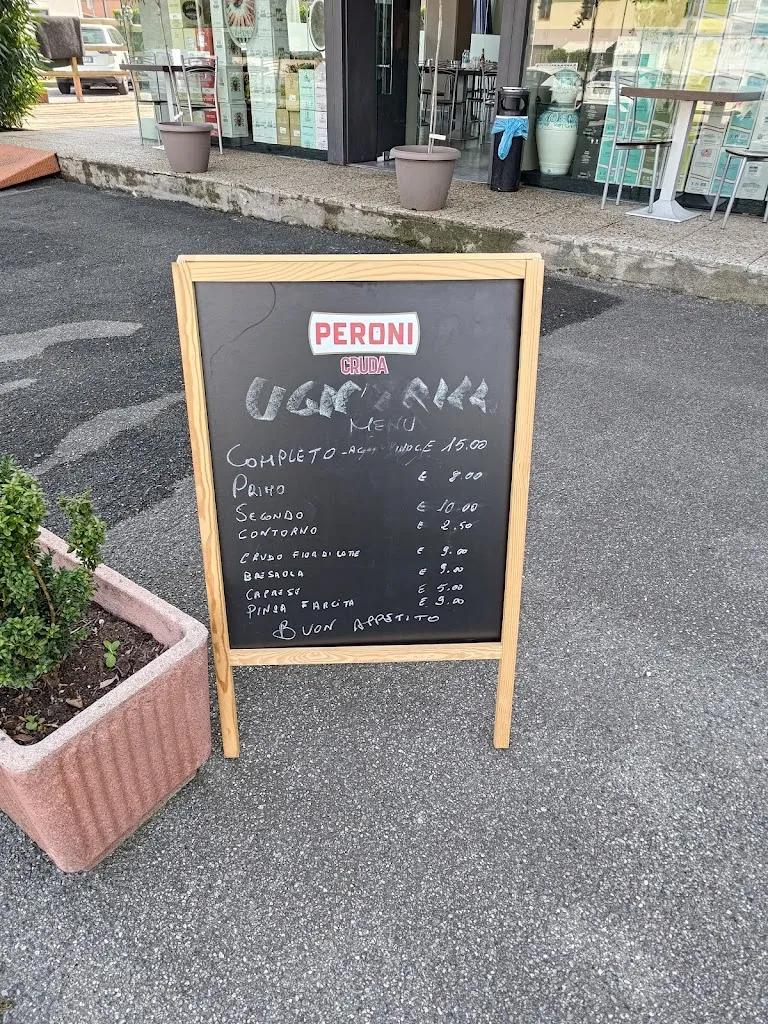 PERONI
CRUDA
MENU
COMPLETO - € 15.00
PRIMO € 8.00
SECONDO € 10.00
CONTORNO € 2.50
CRUDO FIOR DI LATTE € 9.00
BRESAOLA € 9.00
CAPRESE € 5.00
PINSA FARCITA € 9.00
BUON APPETITO